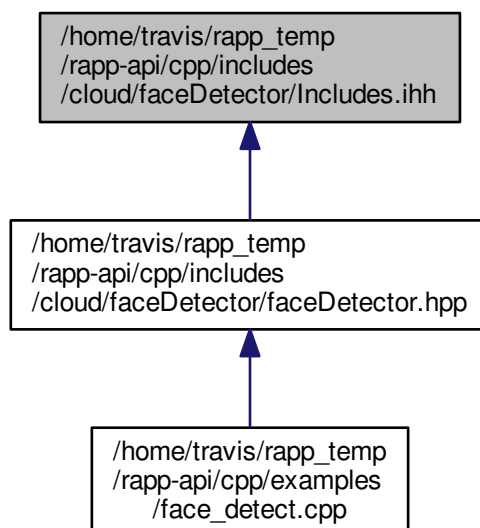 /home/travis/rapp_temp
/rapp-api/cpp/includes
/cloud/faceDetector/Includes.ihh
/home/travis/rapp_temp
/rapp-api/cpp/includes
/cloud/faceDetector/faceDetector.hpp
/home/travis/rapp_temp
/rapp-api/cpp/examples
/face_detect.cpp